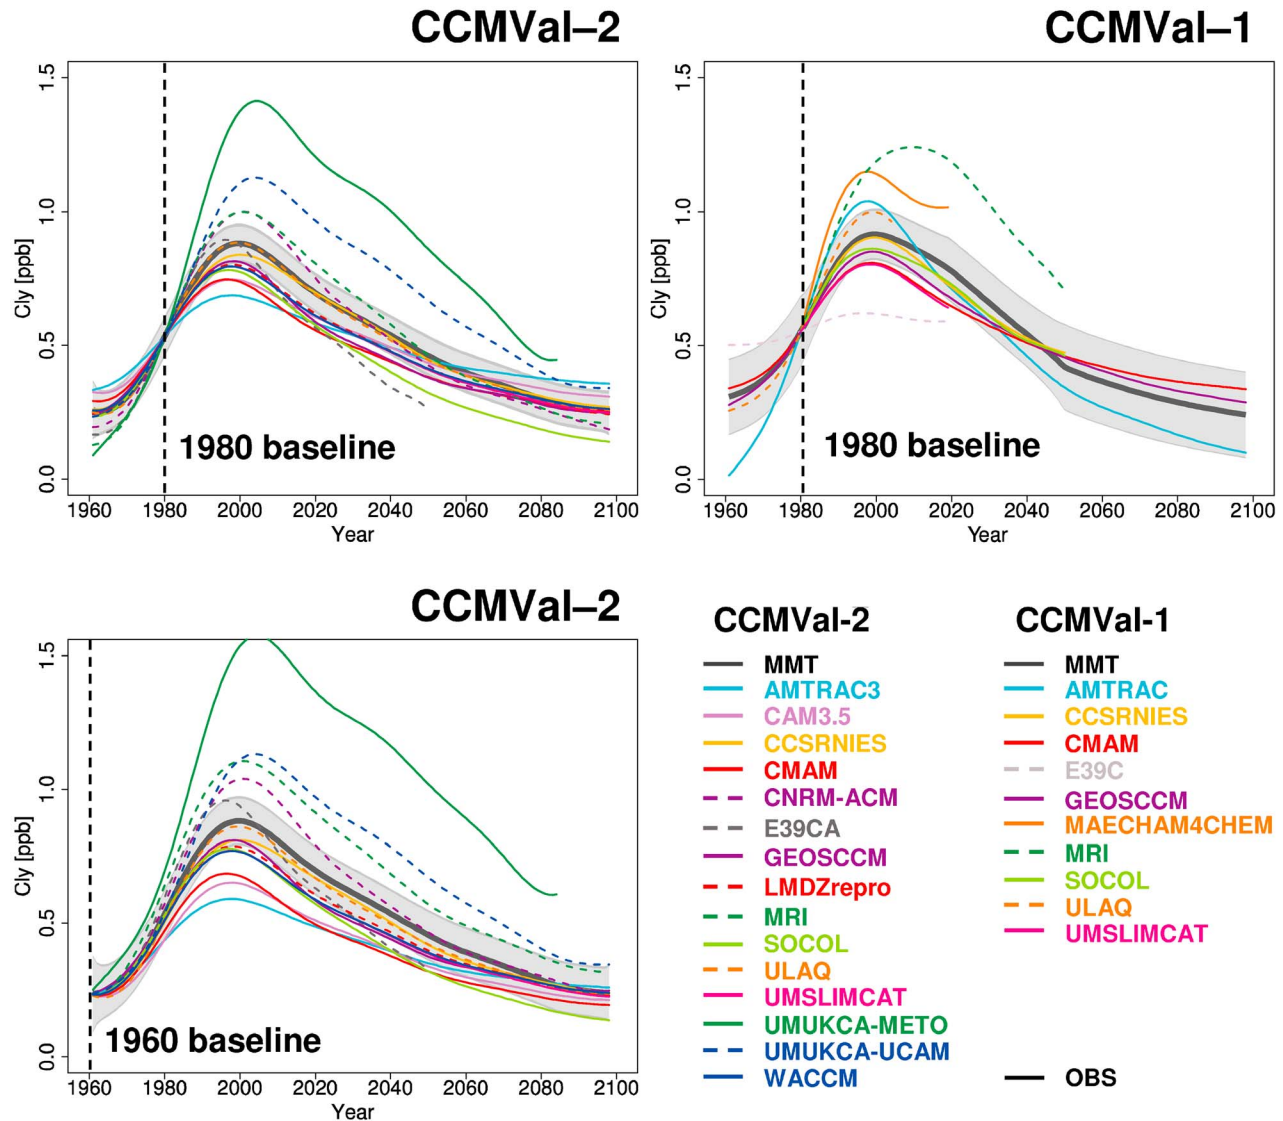 CCMVal–2
Cly [ppb]
1.5
1.0
0.5
0.0
1980 baseline
1960 1980 2000 2020 2040 2060 2080 2100
Year
CCMVal–1
Cly [ppb]
1.5
1.0
0.5
0.0
1980 baseline
1960 1980 2000 2020 2040 2060 2080 2100
Year
CCMVal–2
Cly [ppb]
1.5
1.0
0.5
0.0
1960 baseline
1960 1980 2000 2020 2040 2060 2080 2100
Year
CCMVal-2
MMT
AMTRAC3
CAM3.5
CCSRNIES
CMAM
CNRM-ACM
E39CA
GEOSCCM
LMDZrepro
MRI
SOCOL
ULAQ
UMSLIMCAT
UMUKCA-METO
UMUKCA-UCAM
WACCM
CCMVal-1
MMT
AMTRAC
CCSRNIES
CMAM
E39C
GEOSCCM
MAECHAM4CHEM
MRI
SOCOL
ULAQ
UMSLIMCAT
OBS